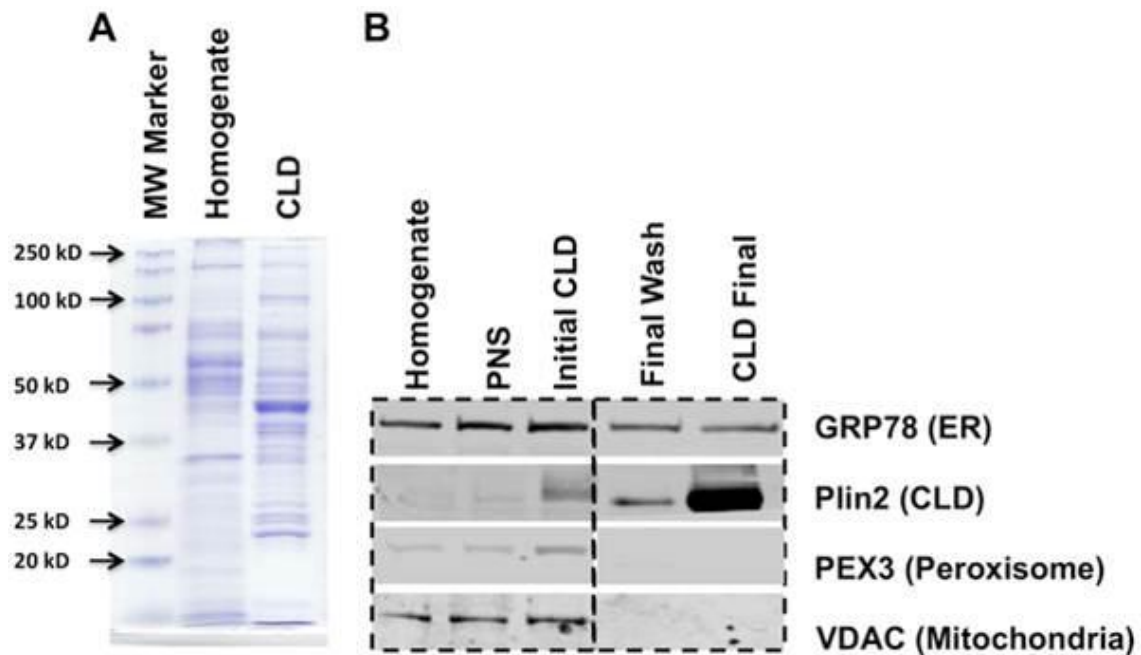 A
MW Marker
Homogenate
CLD
250 kD
100 kD
50 kD
37 kD
25 kD
20 kD
B
Homogenate
PNS
Initial CLD
Final Wash
CLD Final
GRP78 (ER)
Plin2 (CLD)
PEX3 (Peroxisome)
VDAC (Mitochondria)